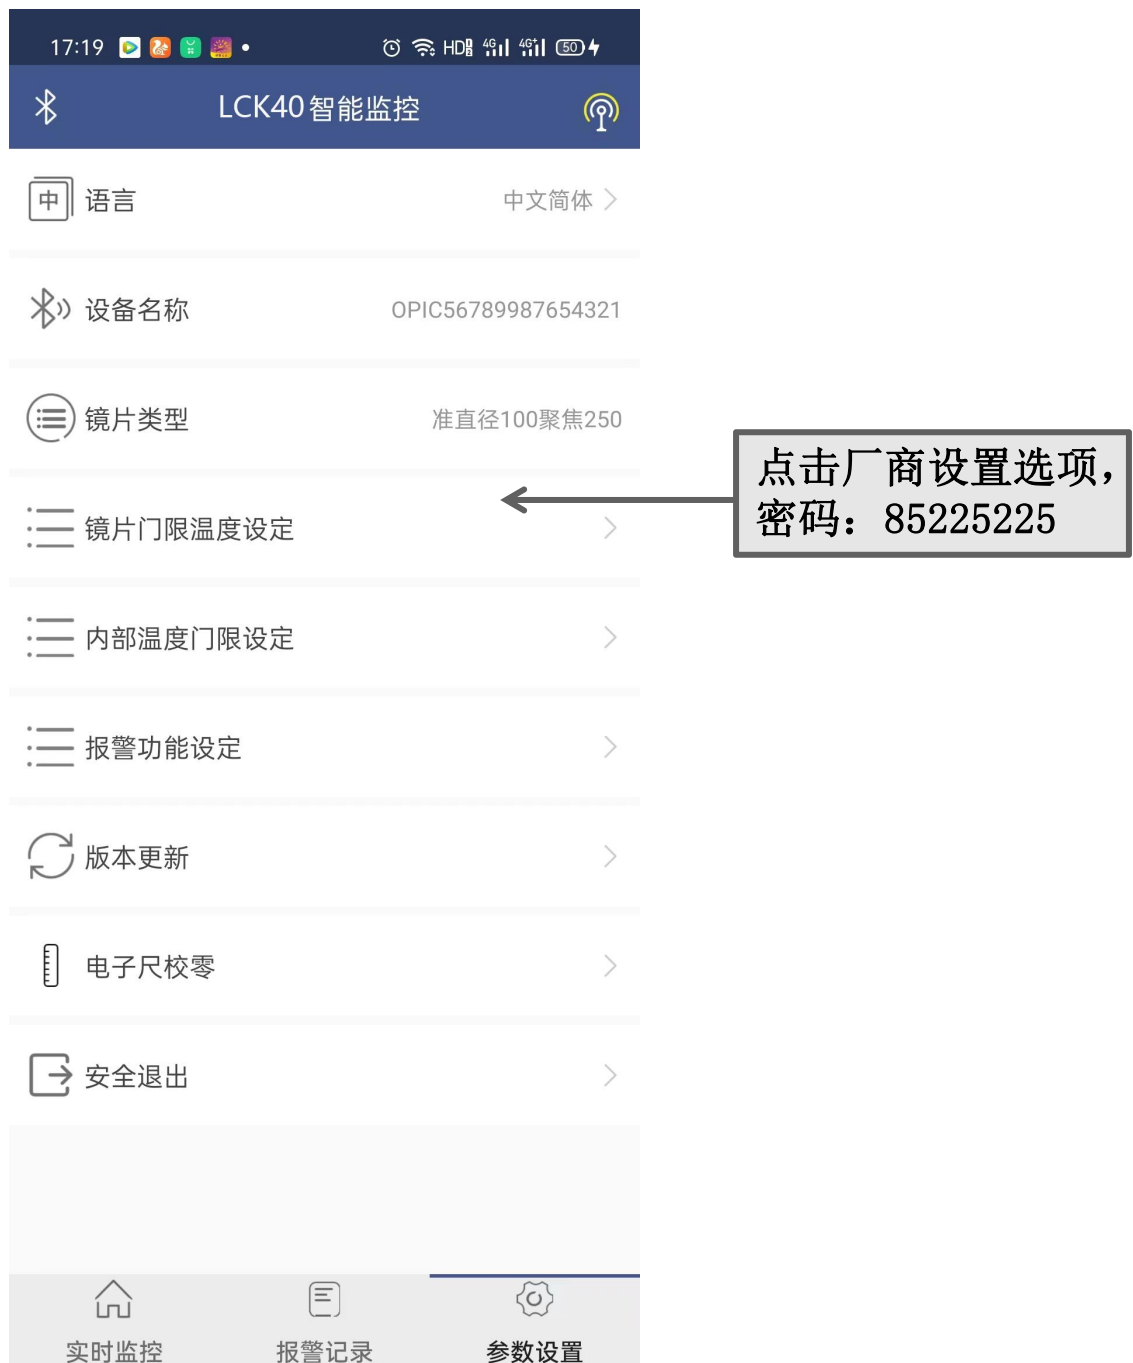 17:19
HD 4G 4G+ 50
LCK40智能监控
中 语言 中文简体
设备名称 OPIC56789987654321
镜片类型 准直径100聚焦250
点击厂商设置选项，
密码：85225225
镜片门限温度设定
内部温度门限设定
报警功能设定
版本更新
电子尺校零
安全退出
实时监控 报警记录 参数设置